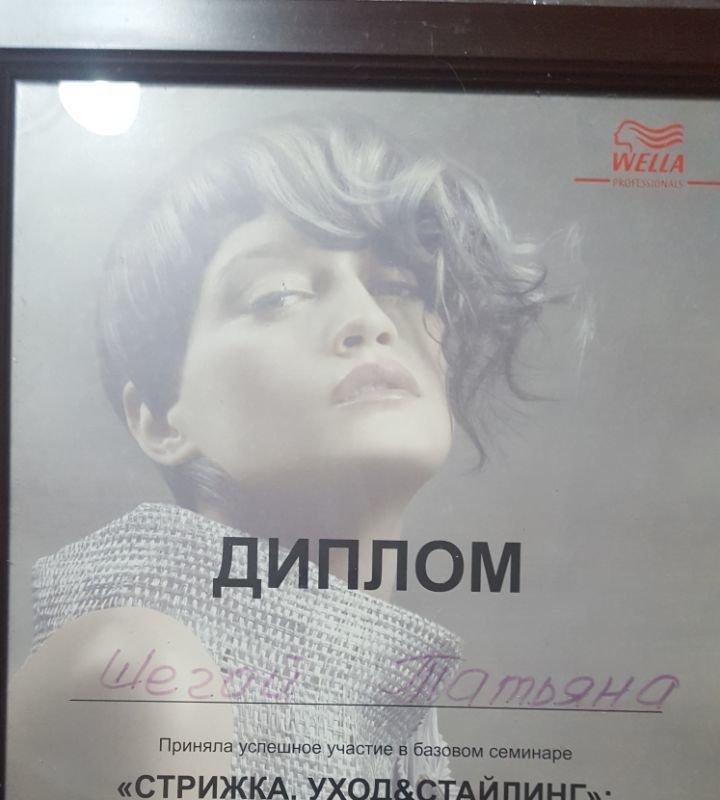 WELLA
PROFESSIONALS
ДИПЛОМ
Шегай Татьяна
Приняла успешное участие в базовом семинаре
«СТРИЖКА, УХОД&СТАЙЛИНГ»: